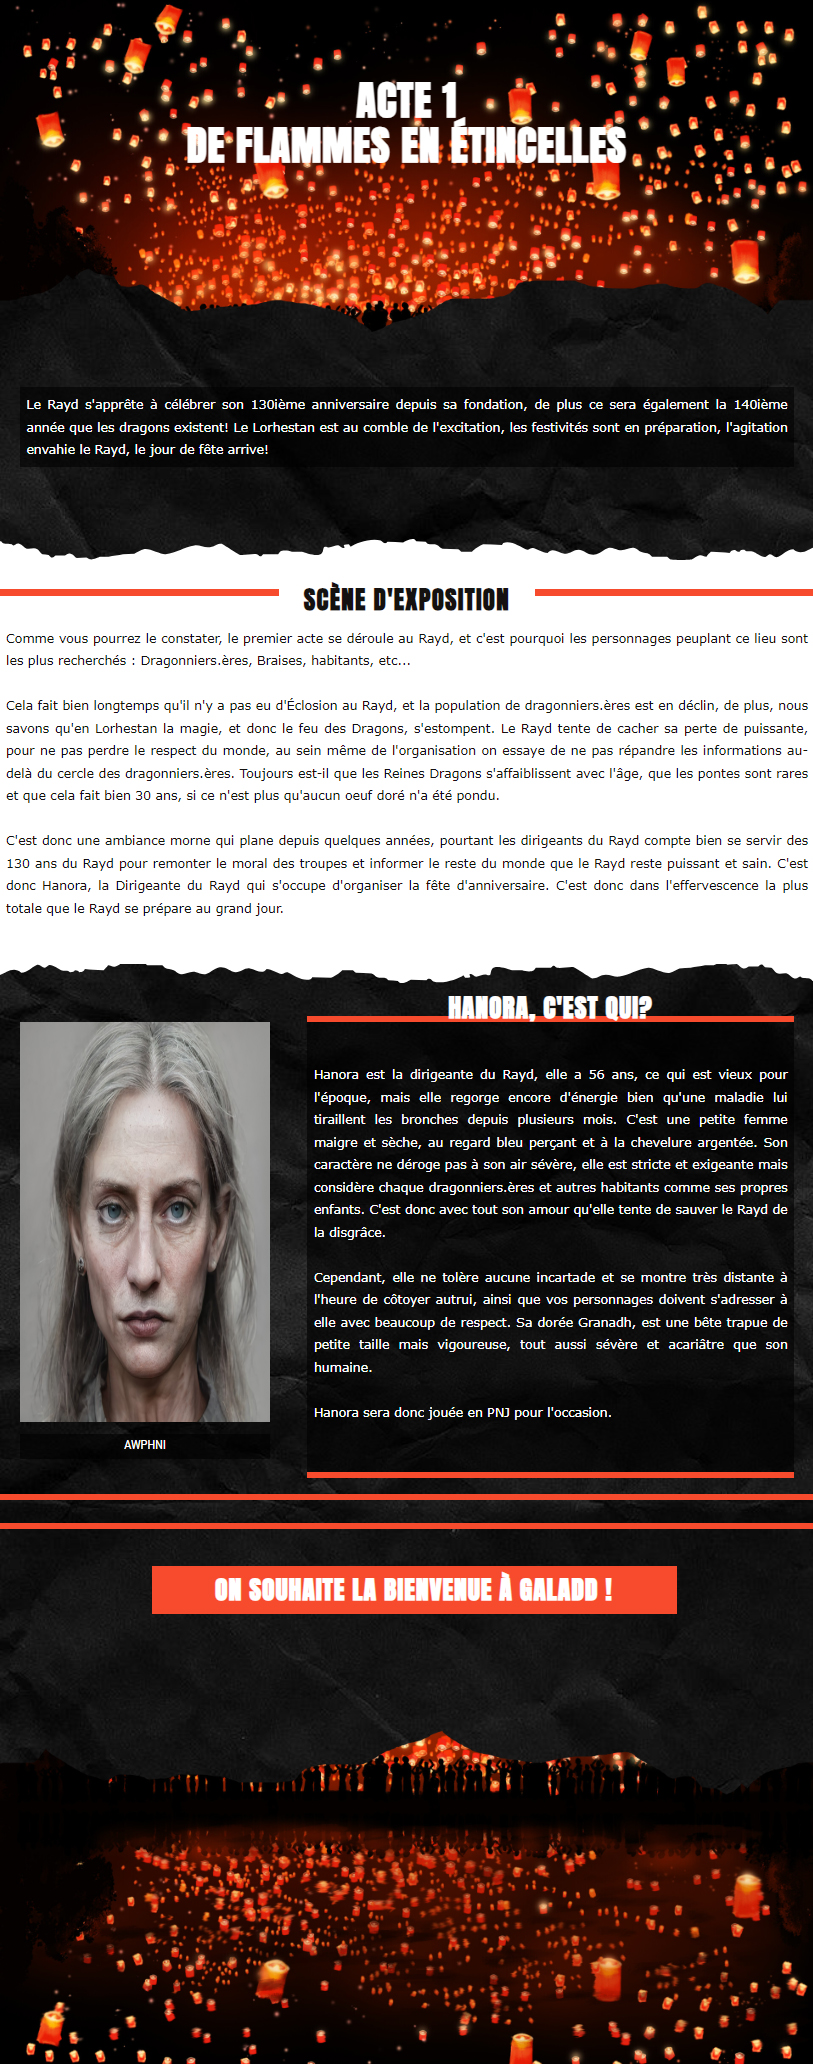 ACTE 1
DE FLAMMES EN ÉTINCELLES
Le Rayd s'apprête à célébrer son 130ième anniversaire depuis sa fondation, de plus ce sera également la 140ième
année que les dragons existent! Le Lorhestan est au comble de l'excitation, les festivités sont en préparation, l'agitation
envahie le Rayd, le jour de fête arrive!
SCÈNE D'EXPOSITION
Comme vous pourrez le constater, le premier acte se déroule au Rayd, et c'est pourquoi les personnages peuplant ce lieu sont
les plus recherchés : Dragonniers.ères, Braises, habitants, etc...
Cela fait bien longtemps qu'il n'y a pas eu d'Éclosion au Rayd, et la population de dragonniers.ères est en déclin, de plus, nous
savons qu'en Lorhestan la magie, et donc le feu des Dragons, s'estompent. Le Rayd tente de cacher sa perte de puissante,
pour ne pas perdre le respect du monde, au sein même de l'organisation on essaye de ne pas répandre les informations au-
delà du cercle des dragonniers.ères. Toujours est-il que les Reines Dragons s'affaiblissent avec l'âge, que les pontes sont rares
et que cela fait bien 30 ans, si ce n'est plus qu'aucun oeuf doré n'a été pondu.
C'est donc une ambiance morne qui plane depuis quelques années, pourtant les dirigeants du Rayd compte bien se servir des
130 ans du Rayd pour remonter le moral des troupes et informer le reste du monde que le Rayd reste puissant et sain. C'est
donc Hanora, la Dirigeante du Rayd qui s'occupe d'organiser la fête d'anniversaire. C'est donc dans l'effervescence la plus
totale que le Rayd se prépare au grand jour.
HANORA, C'EST QUI?
Hanora est la dirigeante du Rayd, elle a 56 ans, ce qui est vieux pour
l'époque, mais elle regorge encore d'énergie bien qu'une maladie lui
tiraillent les bronches depuis plusieurs mois. C'est une petite femme
maigre et sèche, au regard bleu perçant et à la chevelure argentée. Son
caractère ne déroge pas à son air sévère, elle est stricte et exigeante mais
considère chaque dragonniers.ères et autres habitants comme ses propres
enfants. C'est donc avec tout son amour qu'elle tente de sauver le Rayd de
la disgrâce.
Cependant, elle ne tolère aucune incartade et se montre très distante à
l'heure de côtoyer autrui, ainsi que vos personnages doivent s'adresser à
elle avec beaucoup de respect. Sa dorée Granadh, est une bête trapue de
petite taille mais vigoureuse, tout aussi sévère et acariâtre que son
humaine.
Hanora sera donc jouée en PNJ pour l'occasion.
AWPHNI
ON SOUHAITE LA BIENVENUE À GALADD !